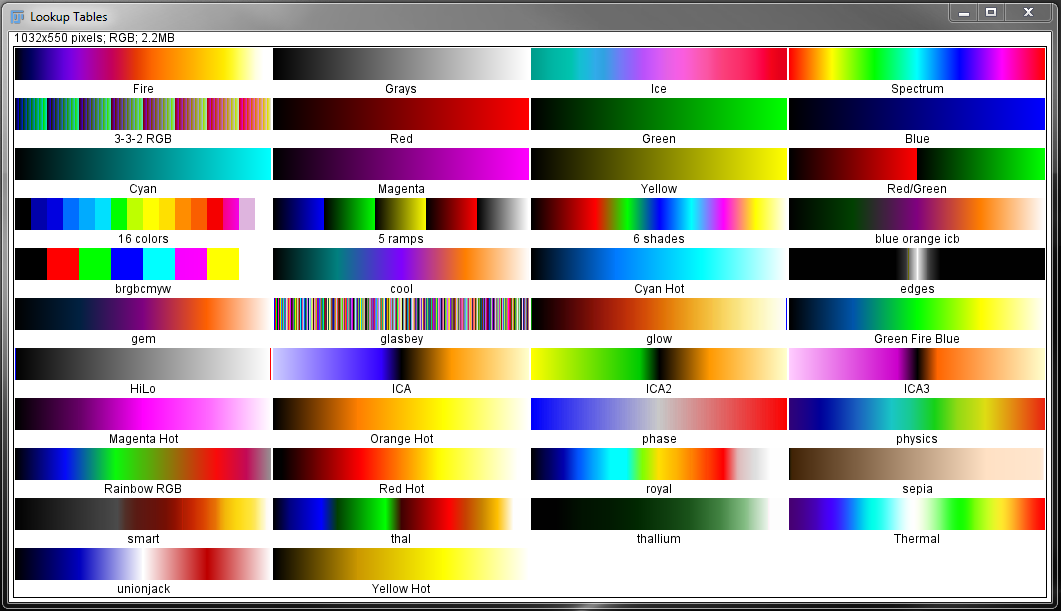 Lookup Tables
1032x550 pixels; RGB; 2.2MB
Fire Grays Ice Spectrum
3-3-2 RGB Red Green Blue
Cyan Magenta Yellow Red/Green
16 colors 5 ramps 6 shades blue orange icb
brgbcmyw cool Cyan Hot edges
gem glasbey glow Green Fire Blue
HiLo ICA ICA2 ICA3
Magenta Hot Orange Hot phase physics
Rainbow RGB Red Hot royal sepia
smart thal thallium Thermal
unionjack Yellow Hot